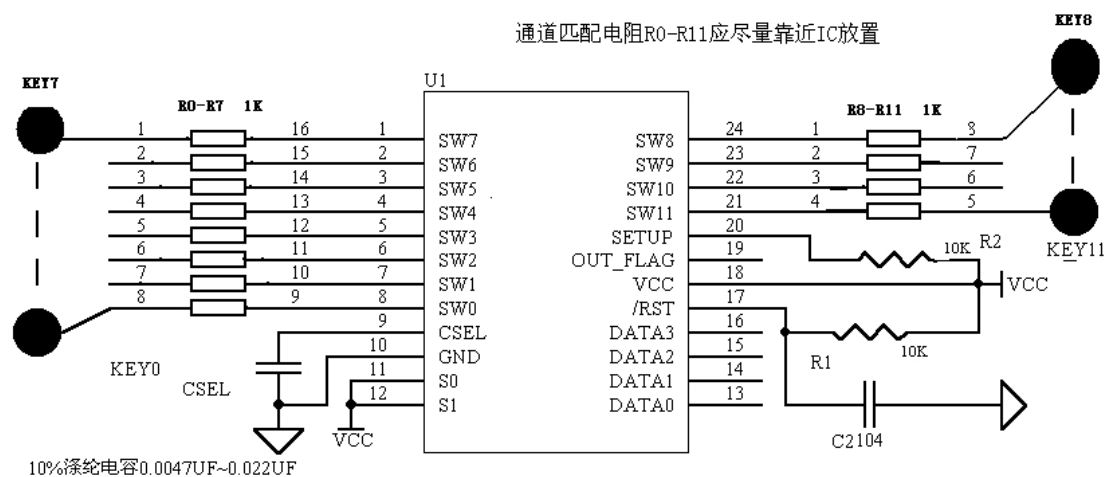 通道匹配电阻R0-R11应尽量靠近IC放置
KEY8
KEY7
U1
R0-R7 1K
R8-R11 1K
1 16 1 SW7 SW8 24 1 8
2 15 2 SW6 SW9 23 2 7
3 14 3 SW5 SW10 22 3 6
4 13 4 SW4 SW11 21 4 5
5 12 5 SW3 SETUP 20
6 11 6 SW2 OUT_FLAG 19 10K R2
KEY11
7 10 7 SW1 VCC 18 VCC
8 9 8 SW0 /RST 17
9 CSEL DATA3 16
10 GND DATA2 15 R1 10K
KEY0
CSEL
11 S0 DATA1 14
12 S1 DATA0 13
VCC
C2104
10%涤纶电容0.0047UF~0.022UF